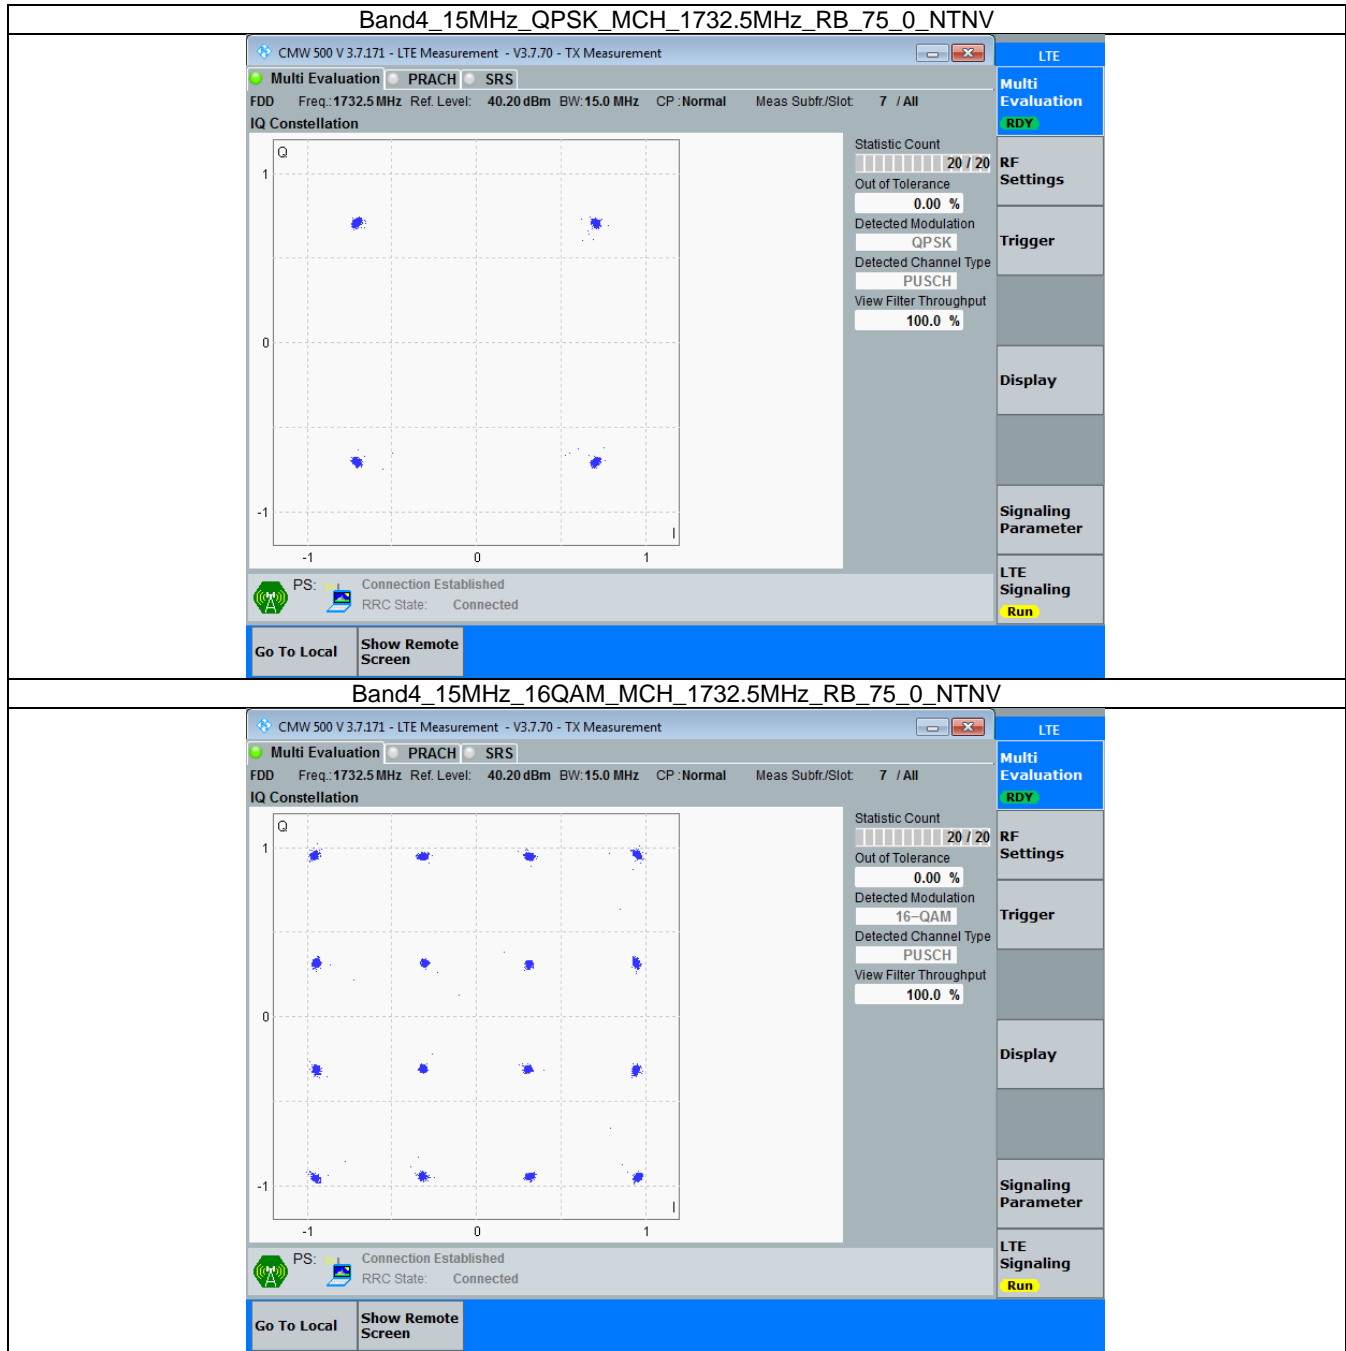 Band4_15MHz_QPSK_MCH_1732.5MHz_RB_75_0_NTNV
CMW 500 V 3.7.171 - LTE Measurement - V3.7.70 - TX Measurement
LTE
Multi Evaluation PRACH SRS
Multi Evaluation
RDY
FDD Freq.:1732.5 MHz Ref. Level: 40.20 dBm BW:15.0 MHz CP :Normal Meas Subfr./Slot: 7 / All
IQ Constellation
Q
1
0
-1
I
-1 0 1
Statistic Count
20 / 20
Out of Tolerance
0.00 %
Detected Modulation
QPSK
Detected Channel Type
PUSCH
View Filter Throughput
100.0 %
RF
Settings
Trigger
Display
Signaling
Parameter
LTE
Signaling
Run
PS: Connection Established
RRC State: Connected
Go To Local
Show Remote
Screen
Band4_15MHz_16QAM_MCH_1732.5MHz_RB_75_0_NTNV
CMW 500 V 3.7.171 - LTE Measurement - V3.7.70 - TX Measurement
LTE
Multi Evaluation PRACH SRS
Multi
Evaluation
RDY
FDD Freq.:1732.5 MHz Ref. Level: 40.20 dBm BW:15.0 MHz CP :Normal Meas Subfr./Slot: 7 / All
IQ Constellation
Q
1
0
-1
I
-1 0 1
Statistic Count
20 / 20
Out of Tolerance
0.00 %
Detected Modulation
16-QAM
Detected Channel Type
PUSCH
View Filter Throughput
100.0 %
RF
Settings
Trigger
Display
Signaling
Parameter
LTE
Signaling
Run
PS: Connection Established
RRC State: Connected
Go To Local
Show Remote
Screen